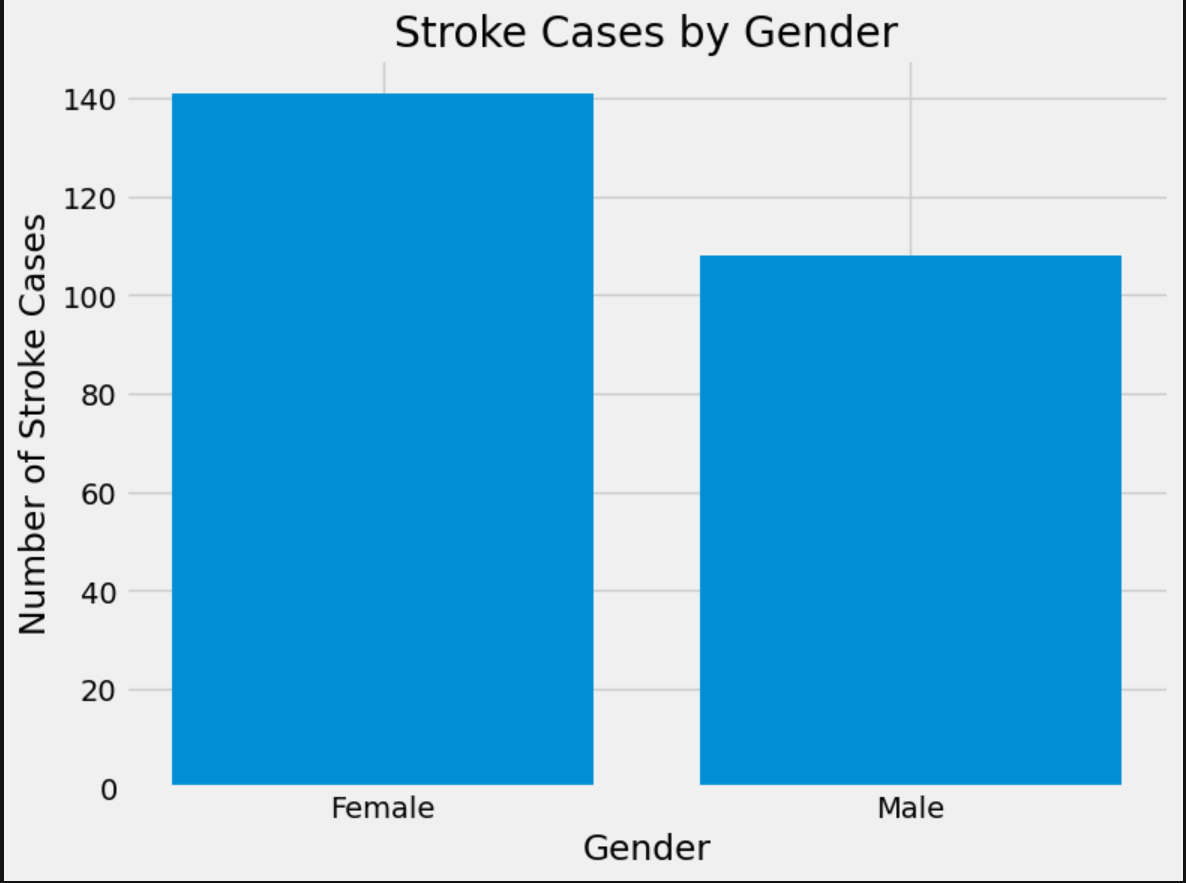 Stroke Cases by Gender
Number of Stroke Cases
140
120
100
80
60
40
20
0
Female Male
Gender